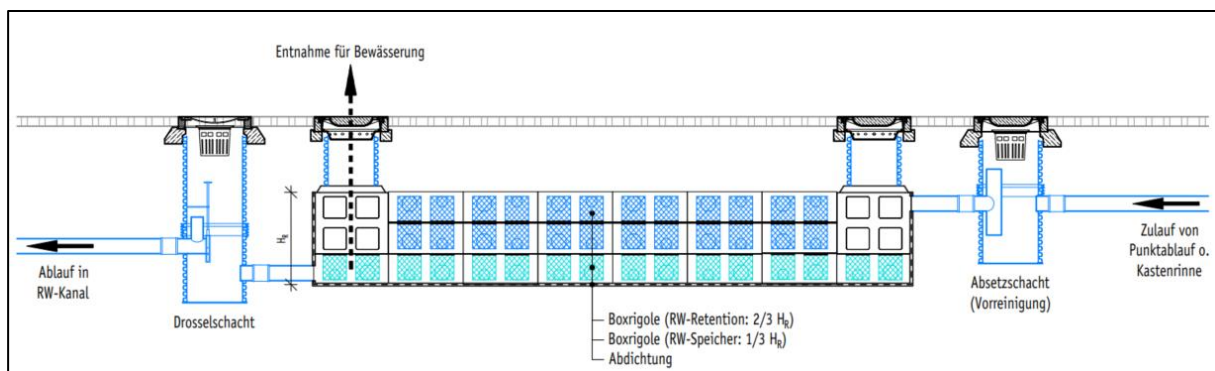 Entnahme für Bewässerung
H_R
Ablauf in
RW-Kanal
Drosselschacht
Boxrigole (RW-Retention: 2/3 H_R)
Boxrigole (RW-Speicher: 1/3 H_R)
Abdichtung
Absetzschacht
(Vorreinigung)
Zulauf von
Punktablauf o.
Kastenrinne